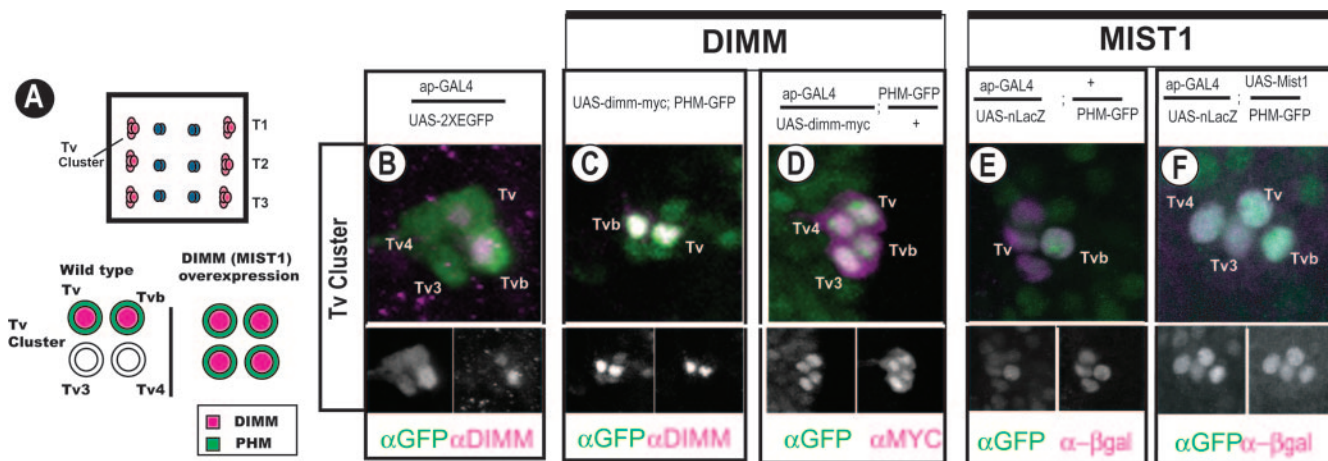 DIMM
MIST1
A
T1
T2
T3
Tv
Cluster
Wild type
DIMM (MIST1)
overexpression
Tv
Tvb
Tv
Cluster
Tv3
Tv4
DIMM
PHM
Tv Cluster
ap-GAL4
UAS-2XEGFP
B
Tv4
Tv3
Tvb
αGFP αDIMM
UAS-dimm-myc; PHM-GFP
C
Tvb
Tv
αGFP αDIMM
ap-GAL4 ; PHM-GFP
UAS-dimm-myc +
D
Tv
Tv4
Tvb
Tv3
αGFP αMYC
ap-GAL4 ; +
UAS-nLacZ PHM-GFP
E
Tv
Tvb
αGFP α-βgal
ap-GAL4 ; UAS-Mist1
UAS-nLacZ PHM-GFP
F
Tv
Tv4
Tv3
Tvb
αGFP α-βgal